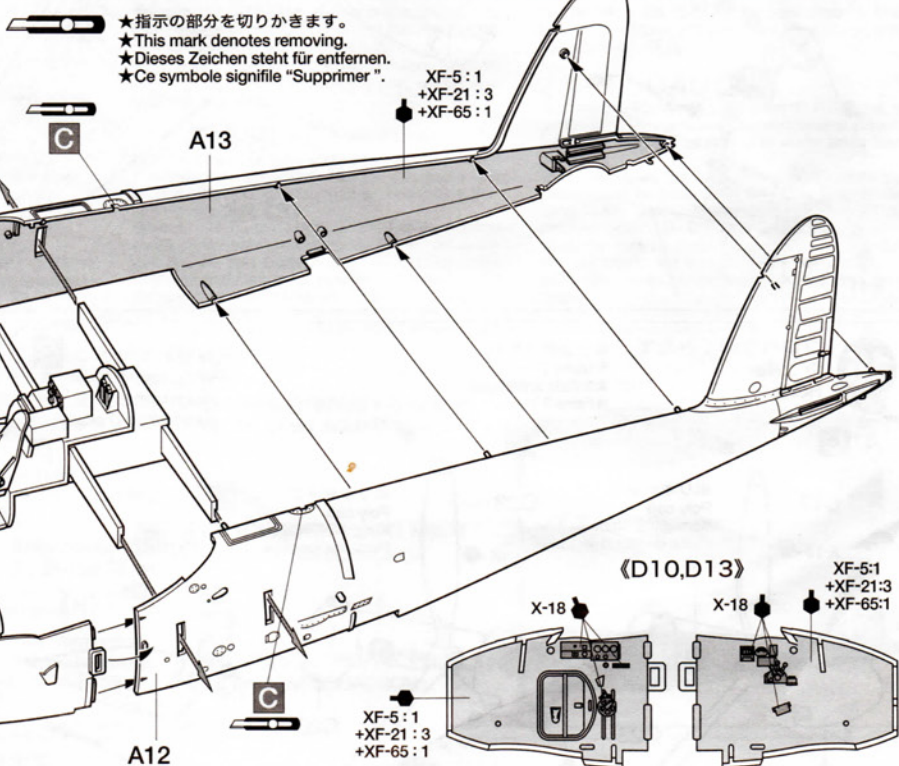 ★指示の部分を切りかきます。
★This mark denotes removing.
★Dieses Zeichen steht für entfernen.
★Ce symbole signifile “Supprimer ”.
C
A13
XF-5 : 1
+XF-21 : 3
+XF-65 : 1
《D10,D13》
X-18
X-18
XF-5:1
+XF-21:3
+XF-65:1
C
XF-5 : 1
+XF-21 : 3
+XF-65 : 1
A12